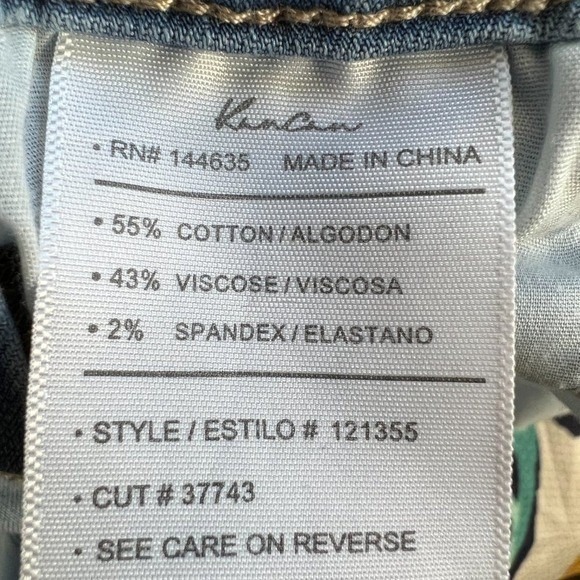 KanCan
• RN# 144635 MADE IN CHINA
• 55% COTTON / ALGODON
• 43% VISCOSE / VISCOSA
• 2% SPANDEX / ELASTANO
• STYLE / ESTILO # 121355
• CUT # 37743
• SEE CARE ON REVERSE